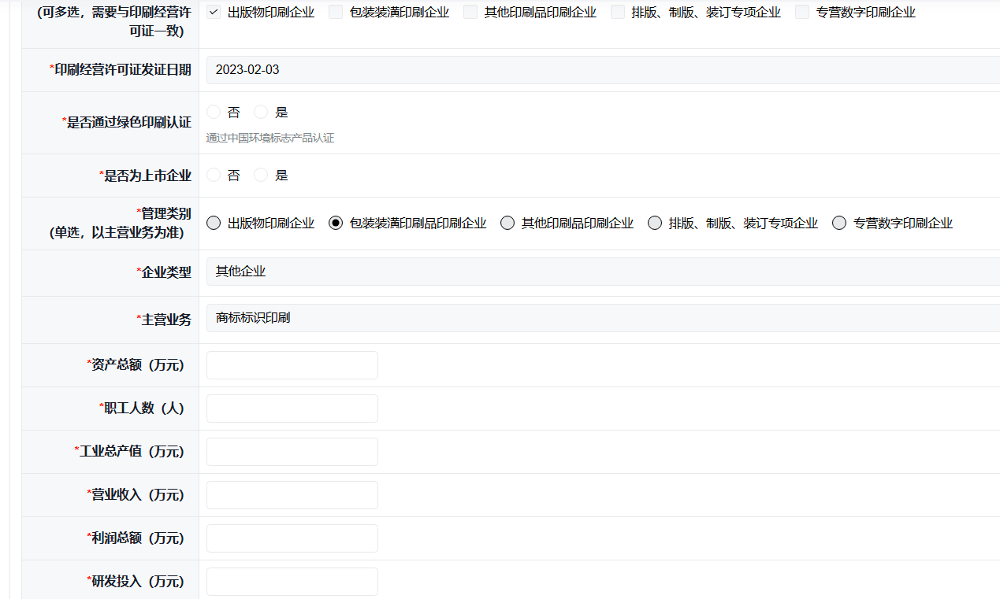 (可多选，需要与印刷经营许
可证一致)
出版物印刷企业 包装装潢印刷企业 其他印刷品印刷企业 排版、制版、装订专项企业 专营数字印刷企业
*印刷经营许可证发证日期 2023-02-03
*是否通过绿色印刷认证 否 是
通过中国环境标志产品认证
*是否为上市企业 否 是
*管理类别
(单选，以主营业务为准)
出版物印刷企业 包装装潢印刷品印刷企业 其他印刷品印刷企业 排版、制版、装订专项企业 专营数字印刷企业
*企业类型 其他企业
*主营业务 商标标识印刷
*资产总额（万元）
*职工人数（人）
*工业总产值（万元）
*营业收入（万元）
*利润总额（万元）
*研发投入（万元）